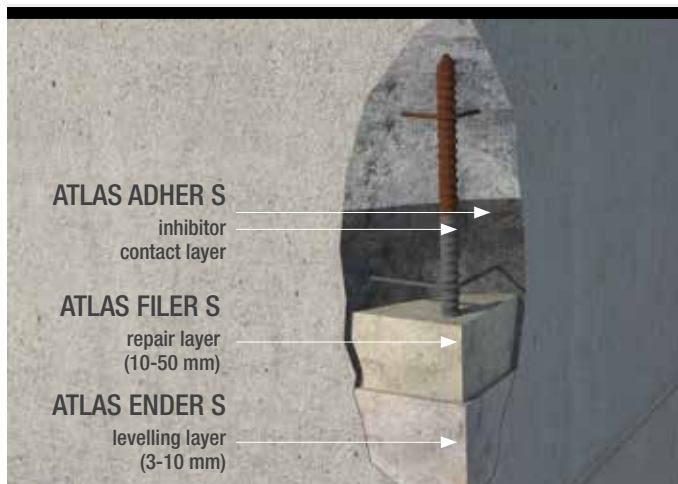 ATLAS ADHER S
inhibitor
contact layer
ATLAS FILER S
repair layer
(10-50 mm)
ATLAS ENDER S
levelling layer
(3-10 mm)